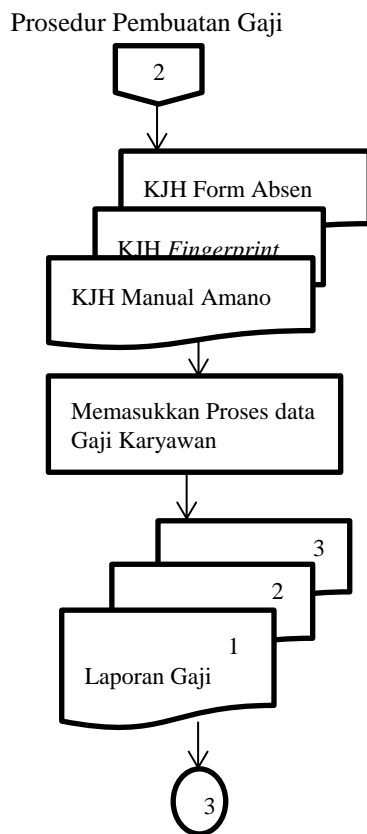 Prosedur Pembuatan Gaji
2
KJH Form Absen
KJH Fingerprint
KJH Manual Amano
Memasukkan Proses data
Gaji Karyawan
3
2
1
Laporan Gaji
3